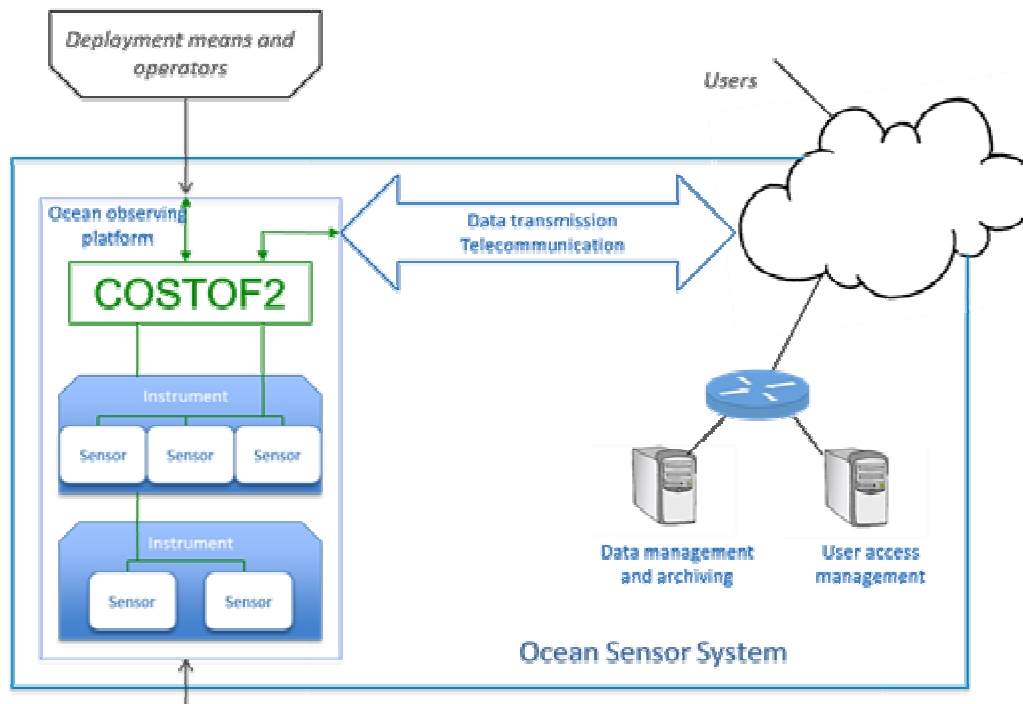 Deployment means and
operators
Users
Ocean observing
platform
Data transmission
Telecommunication
COSTOF2
Instrument
Sensor
Sensor
Sensor
Instrument
Sensor
Sensor
Data management
and archiving
User access
management
Ocean Sensor System